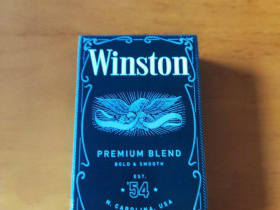 Winston
PREMIUM BLEND
BOLD & SMOOTH
EST.
'54
N. CAROLINA, USA